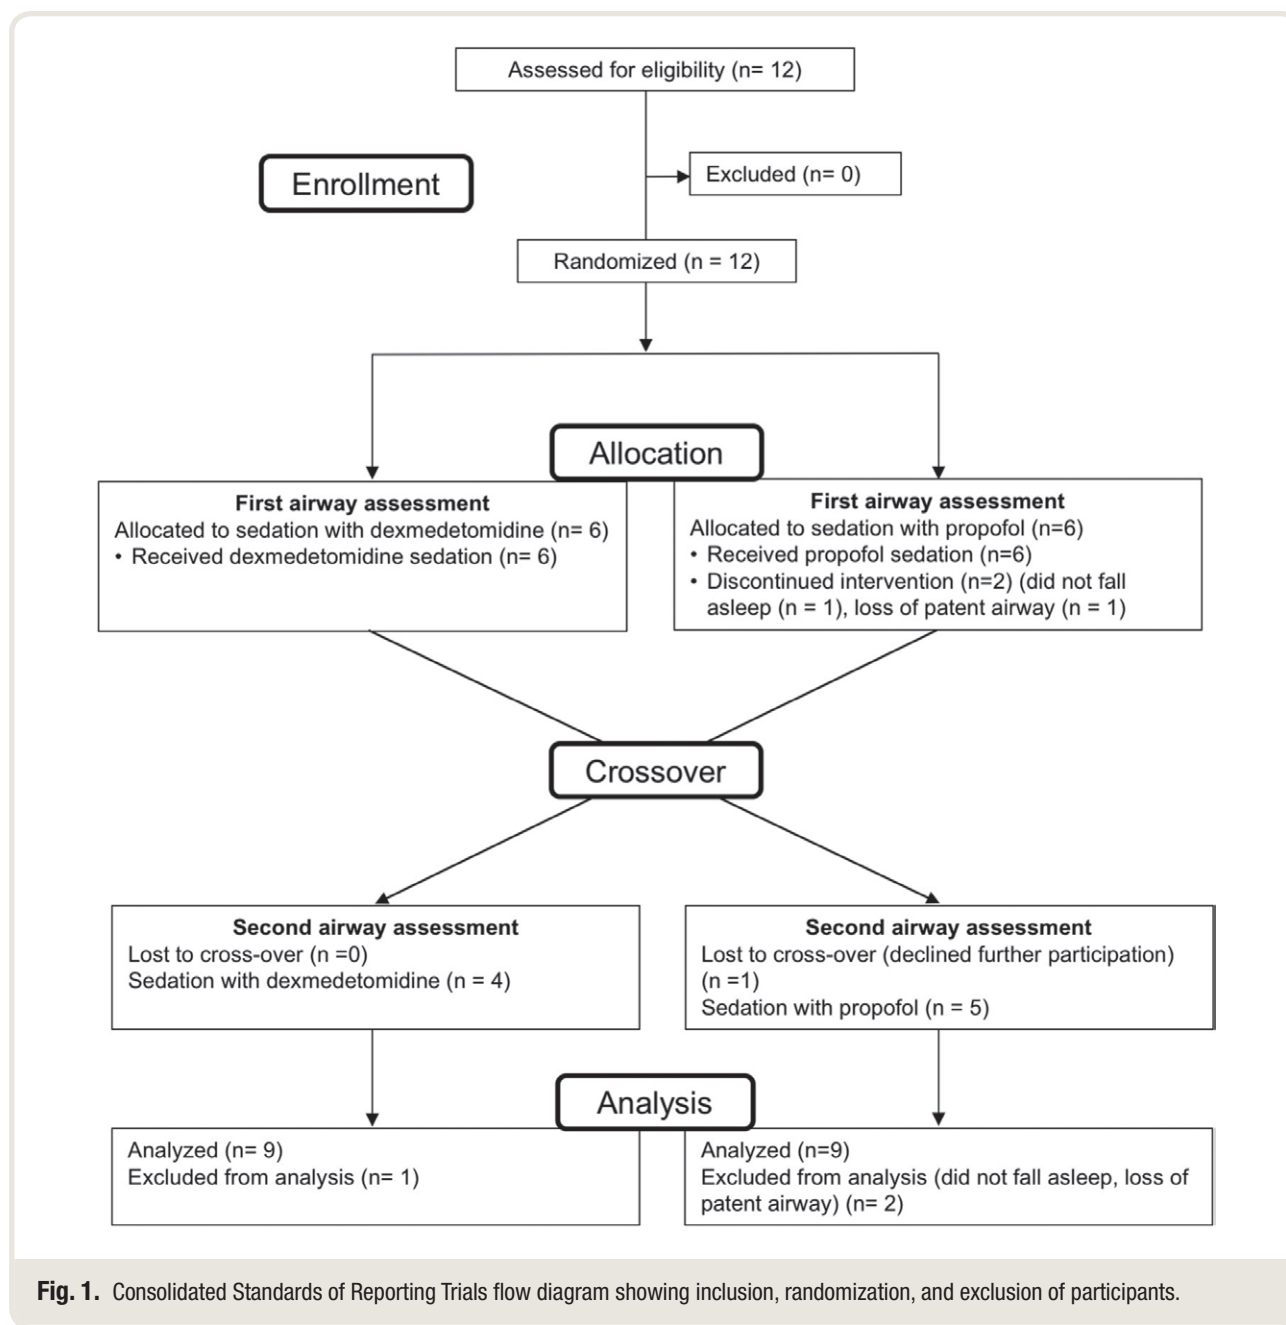 Assessed for eligibility (n= 12)
Enrollment
Excluded (n= 0)
Randomized (n = 12)
Allocation
First airway assessment
Allocated to sedation with dexmedetomidine (n= 6)
• Received dexmedetomidine sedation (n= 6)
First airway assessment
Allocated to sedation with propofol (n=6)
• Received propofol sedation (n=6)
• Discontinued intervention (n=2) (did not fall
asleep (n = 1), loss of patent airway (n = 1)
Crossover
Second airway assessment
Lost to cross-over (n =0)
Sedation with dexmedetomidine (n = 4)
Second airway assessment
Lost to cross-over (declined further participation)
(n =1)
Sedation with propofol (n = 5)
Analysis
Analyzed (n= 9)
Excluded from analysis (n= 1)
Analyzed (n=9)
Excluded from analysis (did not fall asleep, loss of
patent airway) (n= 2)
Fig. 1. Consolidated Standards of Reporting Trials flow diagram showing inclusion, randomization, and exclusion of participants.